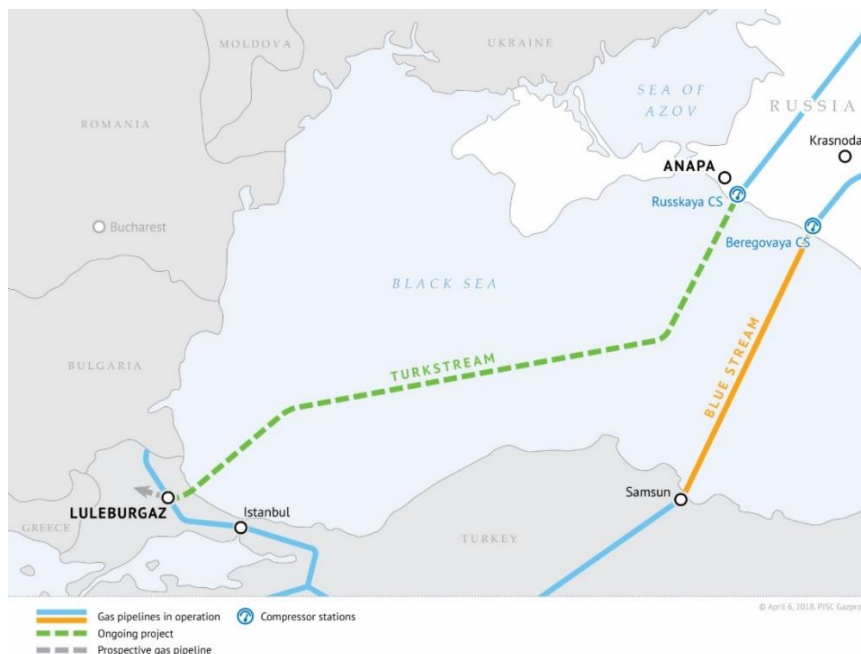 MOLDOVA
UKRAINE
SEA OF
AZOV
RUSSIA
ROMANIA
Krasnoda
ANAPA
Russkaya CS
Bucharest
Beregovaya CS
BLACK SEA
BULGARIA
TURKSTREAM
BLUE STREAM
LULEBURGAZ
Istanbul
Samsun
GREECE
TURKEY
© April 6, 2018, PJSC Gazpro
Gas pipelines in operation
Compressor stations
Ongoing project
Prospective gas pipeline